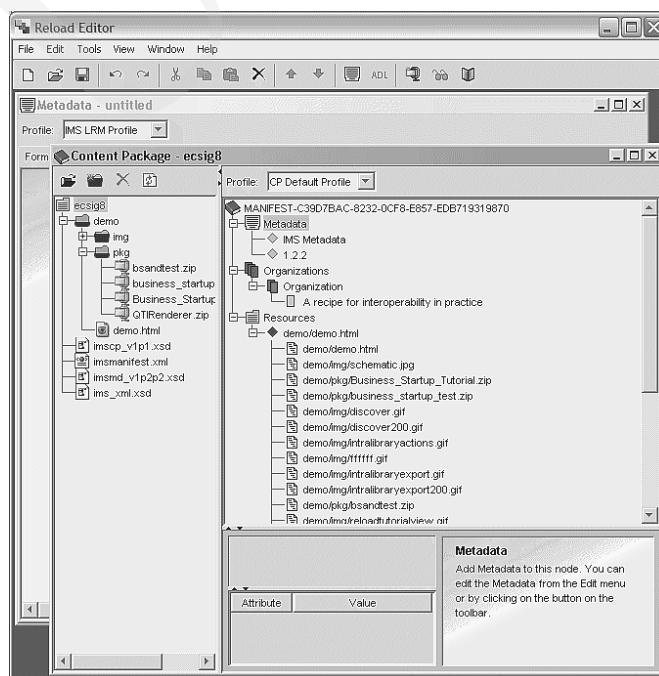 Reload Editor
File Edit Tools View Window Help
ADL
Metadata - untitled
Profile: IMS LRM Profile
Form
Content Package - ecsig8
ecsig8
demo
img
pkg
bsandtest.zip
business_startup
Business_Startup
QTIRenderer.zip
demo.html
imscp_v1p1.xsd
imsmanifest.xml
imsmd_v1p2p2.xsd
ims_xml.xsd
Profile: CP Default Profile
MANIFEST-C39D7BAC-8232-0CF8-E857-EDB719319870
Metadata
IMS Metadata
1.2.2
Organizations
Organization
A recipe for interoperability in practice
Resources
demo/demo.html
demo/demo.html
demo/img/schematic.jpg
demo/pkg/Business_Startup_Tutorial.zip
demo/pkg/business_startup_test.zip
demo/img/discover.gif
demo/img/discover200.gif
demo/img/intralibraryactions.gif
demo/img/ffffff.gif
demo/img/intralibraryexport.gif
demo/img/intralibraryexport200.gif
demo/pkg/bsandtest.zip
demo/img/reloadtutorialview.gif
Attribute Value
Metadata
Add Metadata to this node. You can
edit the Metadata from the Edit menu
or by clicking on the button on the
toolbar.